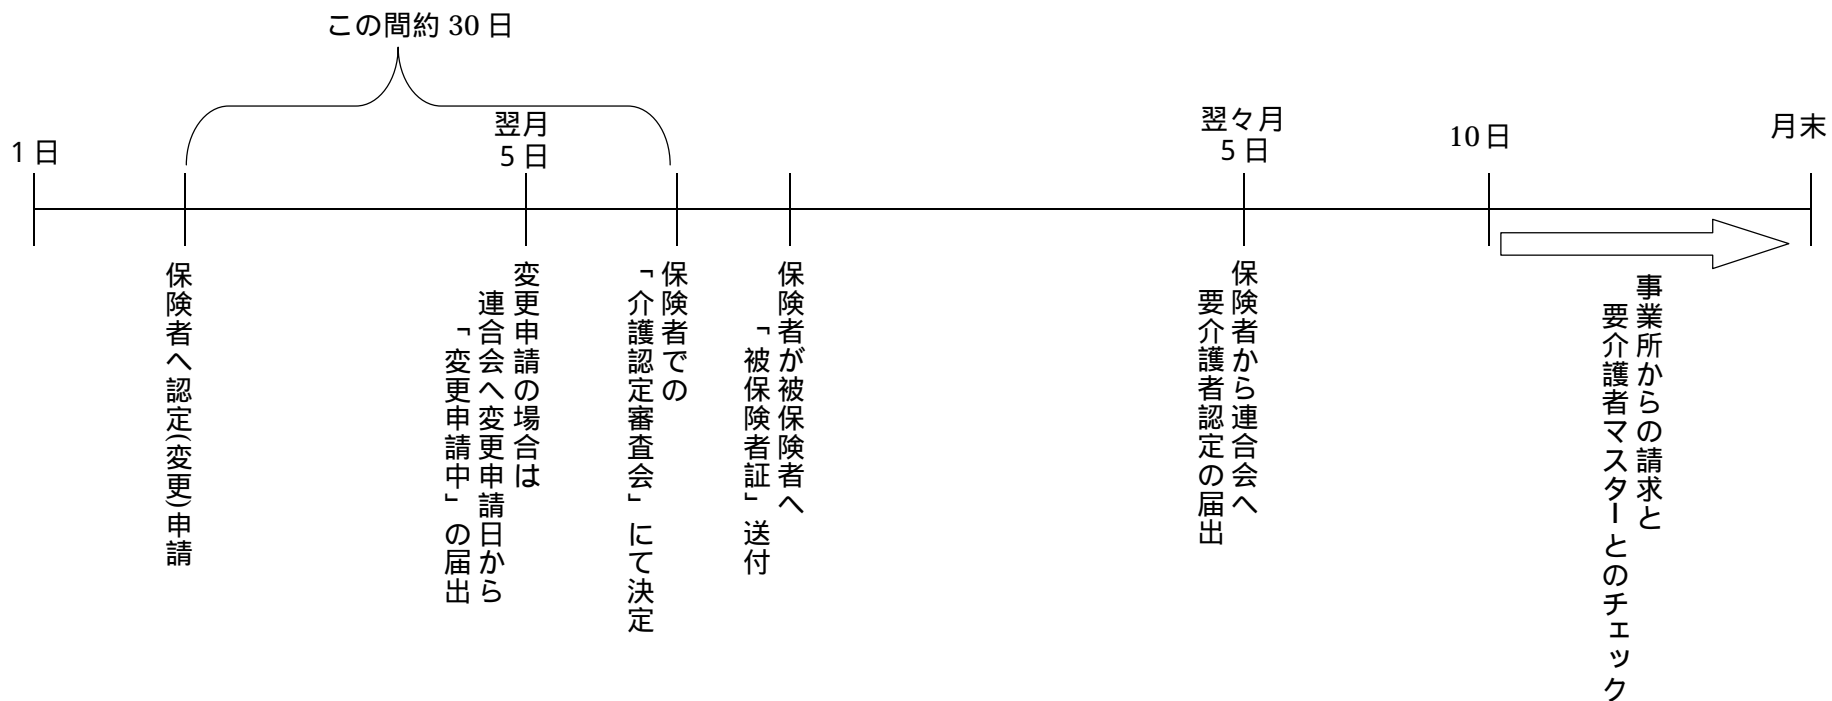 この間約 30 日
1 日
翌月
5 日
翌々月
5 日
10 日
月末
保険者へ認定(変更)申請
変更申請の場合は
連合会へ変更申請日から
「変更申請中」の届出
保険者での
「介護認定審査会」にて決定
保険者が被保険者へ
「被保険者証」送付
保険者から連合会へ
要介護者認定の届出
事業所からの請求と
要介護者マスターとのチェック